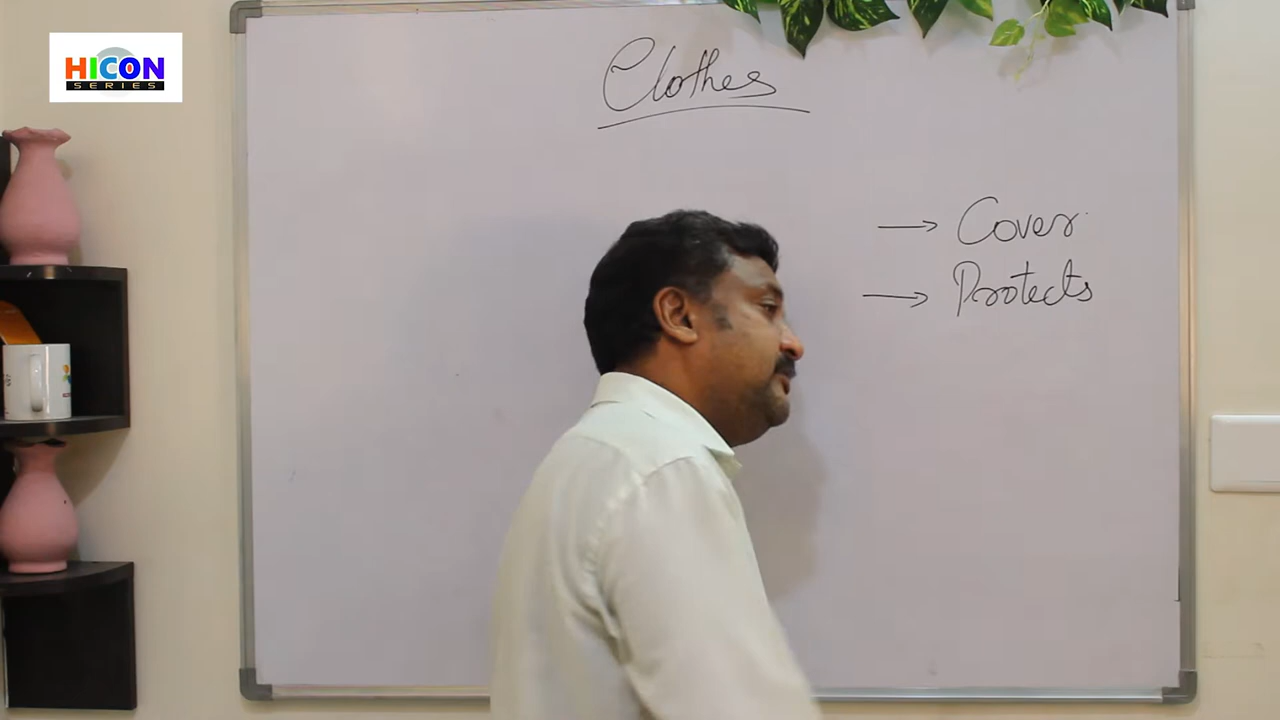 HICON
SERIES
Clothes
→ Cover
→ Protects